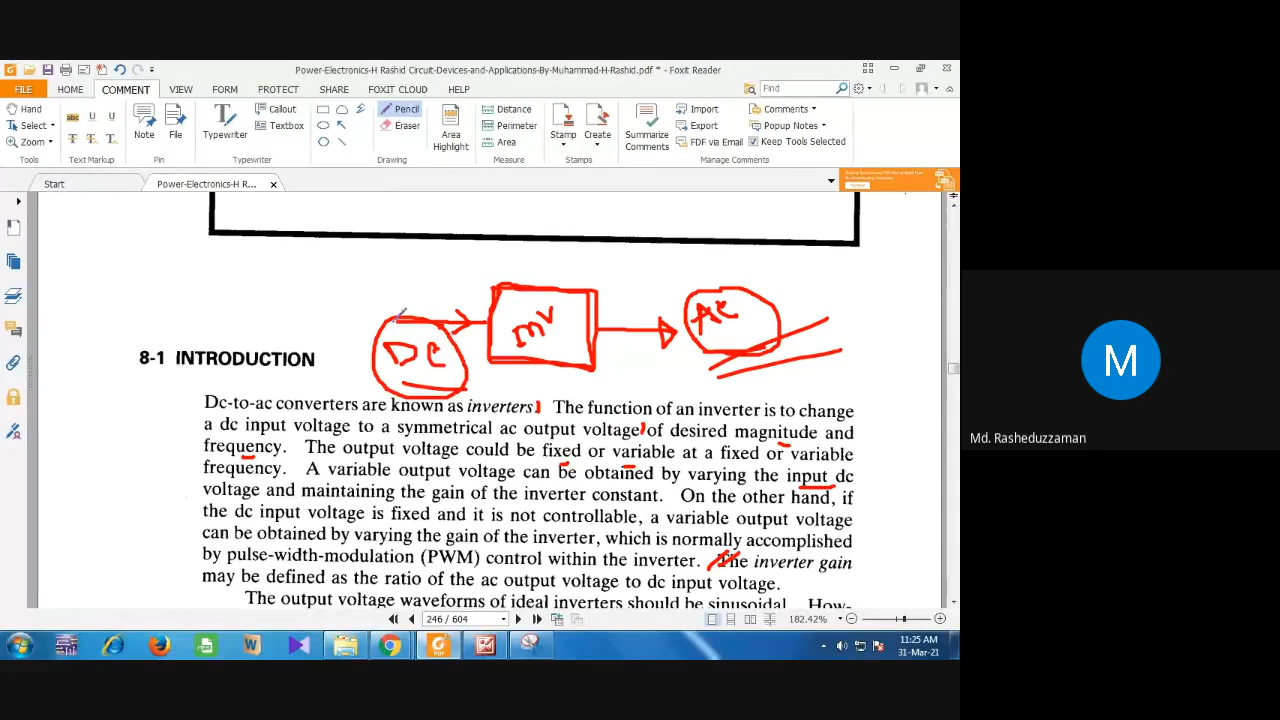 Power-Electronics-H Rashid Circuit-Devices-and-Applications-By-Muhammad-H-Rashid.pdf * - Foxit Reader
FILE HOME COMMENT VIEW FORM PROTECT SHARE FOXIT CLOUD HELP Find
Hand Select Zoom Tools
Text Markup
Note File Pin
Typewriter Callout Textbox Typewriter
Pencil Eraser Area Highlight Drawing
Distance Perimeter Area Measure
Stamp Create Stamps
Summarize Comments Import Export FDF via Email Comments Popup Notes Keep Tools Selected Manage Comments
Start Power-Electronics-H R...
DC
AC
8-1 INTRODUCTION
Dc-to-ac converters are known as inverters. The function of an inverter is to change
a dc input voltage to a symmetrical ac output voltage of desired magnitude and
frequency. The output voltage could be fixed or variable at a fixed or variable
frequency. A variable output voltage can be obtained by varying the input dc
voltage and maintaining the gain of the inverter constant. On the other hand, if
the dc input voltage is fixed and it is not controllable, a variable output voltage
can be obtained by varying the gain of the inverter, which is normally accomplished
by pulse-width-modulation (PWM) control within the inverter. The inverter gain
may be defined as the ratio of the ac output voltage to dc input voltage.
The output voltage waveforms of ideal inverters should be sinusoidal. How-
246 / 604
182.42%
11:25 AM
31-Mar-21
M
Md. Rasheduzzaman